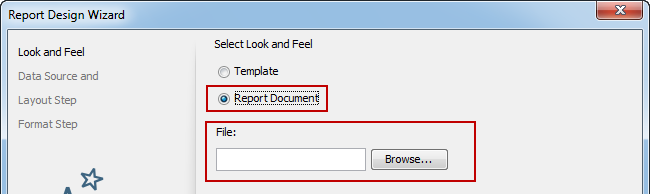 Report Design Wizard
Look and Feel
Data Source and
Layout Step
Format Step
Select Look and Feel
Template
Report Document
File:
Browse...